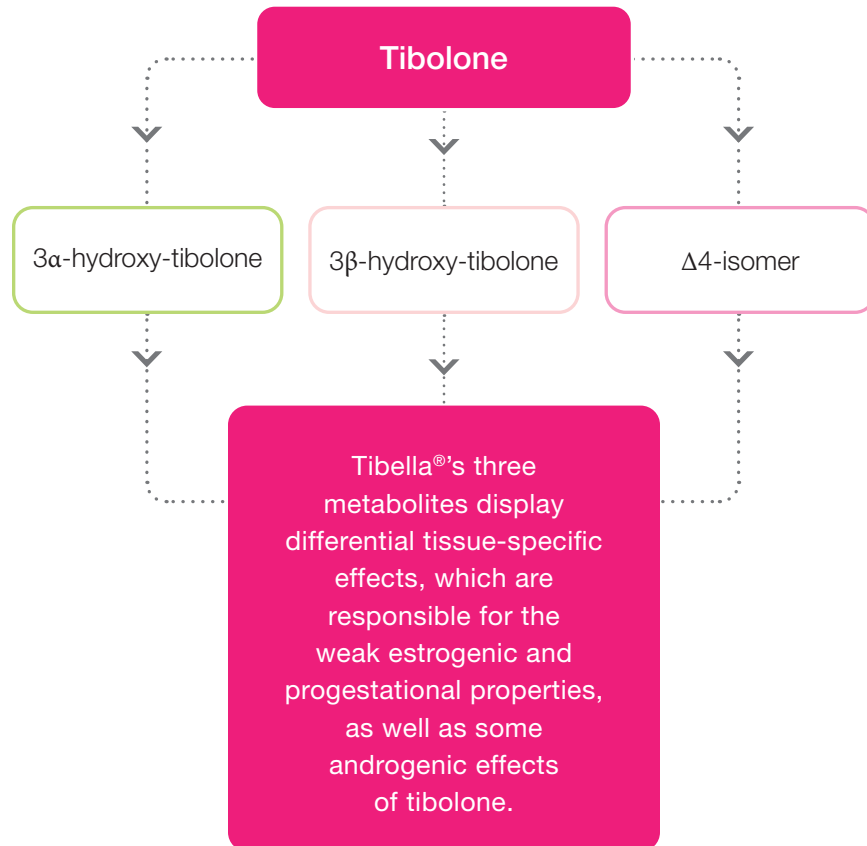 Tibolone
3α-hydroxy-tibolone
3β-hydroxy-tibolone
Δ4-isomer
Tibella®'s three
metabolites display
differential tissue-specific
effects, which are
responsible for the
weak estrogenic and
progestational properties,
as well as some
androgenic effects
of tibolone.